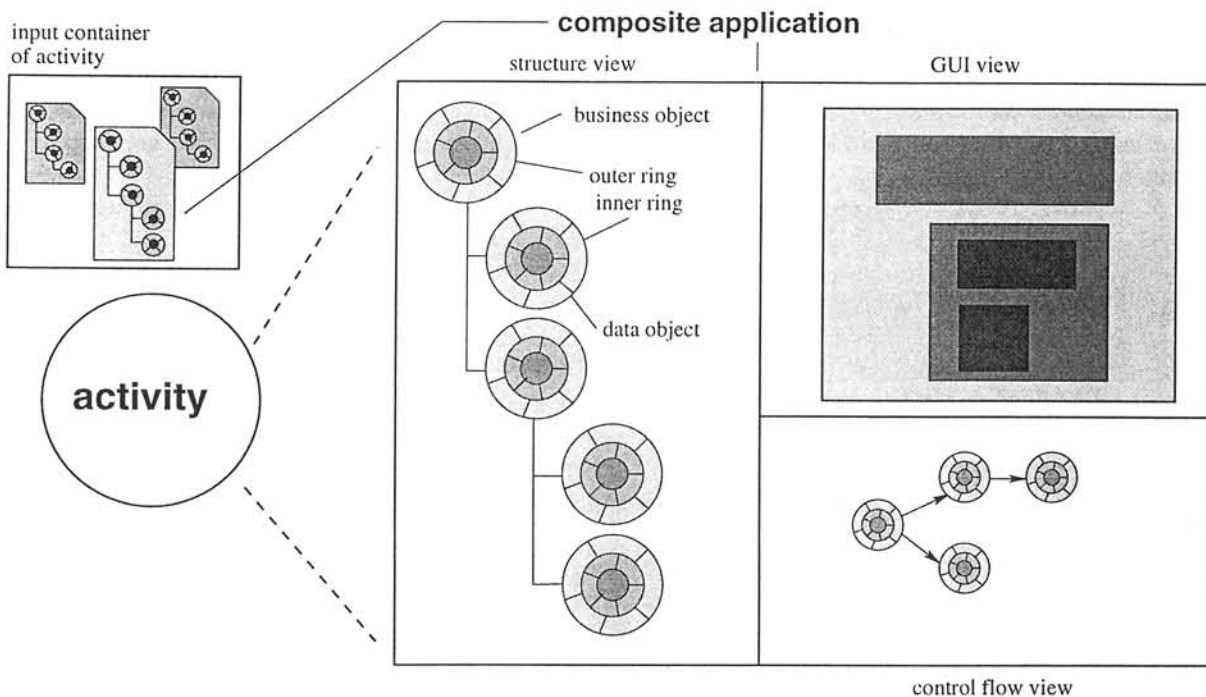 composite application
input container
of activity
structure view
GUI view
business object
outer ring
inner ring
data object
activity
control flow view